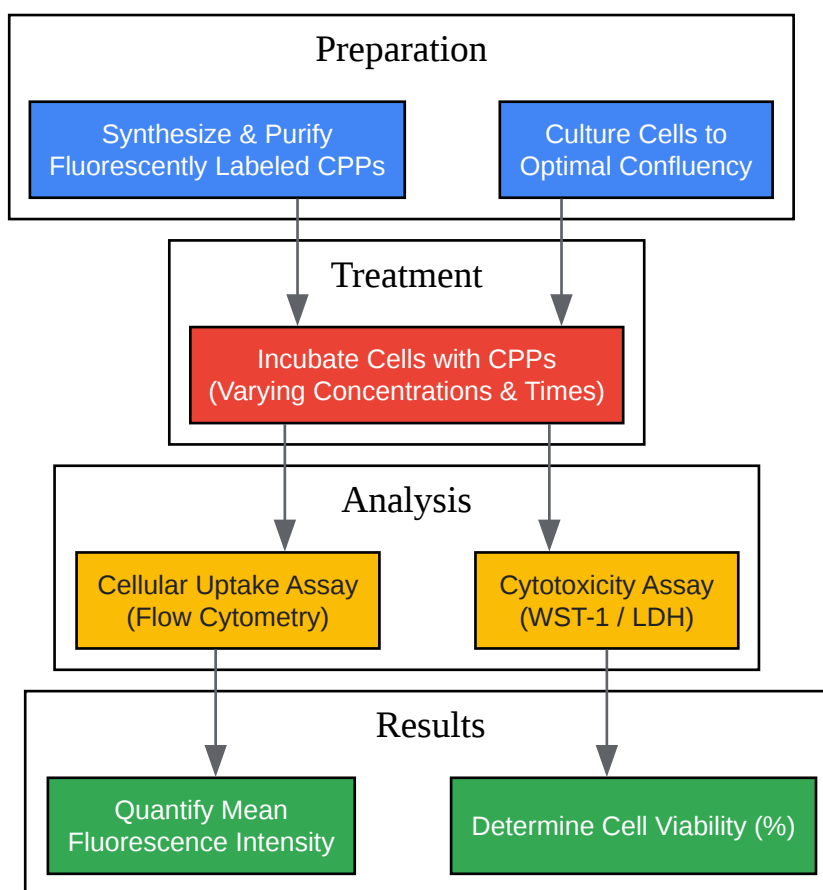 Preparation
Synthesize & Purify
Fluorescently Labeled CPPs
Culture Cells to
Optimal Confluency
Treatment
Incubate Cells with CPPs
(Varying Concentrations & Times)
Analysis
Cellular Uptake Assay
(Flow Cytometry)
Cytotoxicity Assay
(WST-1 / LDH)
Results
Quantify Mean
Fluorescence Intensity
Determine Cell Viability (%)